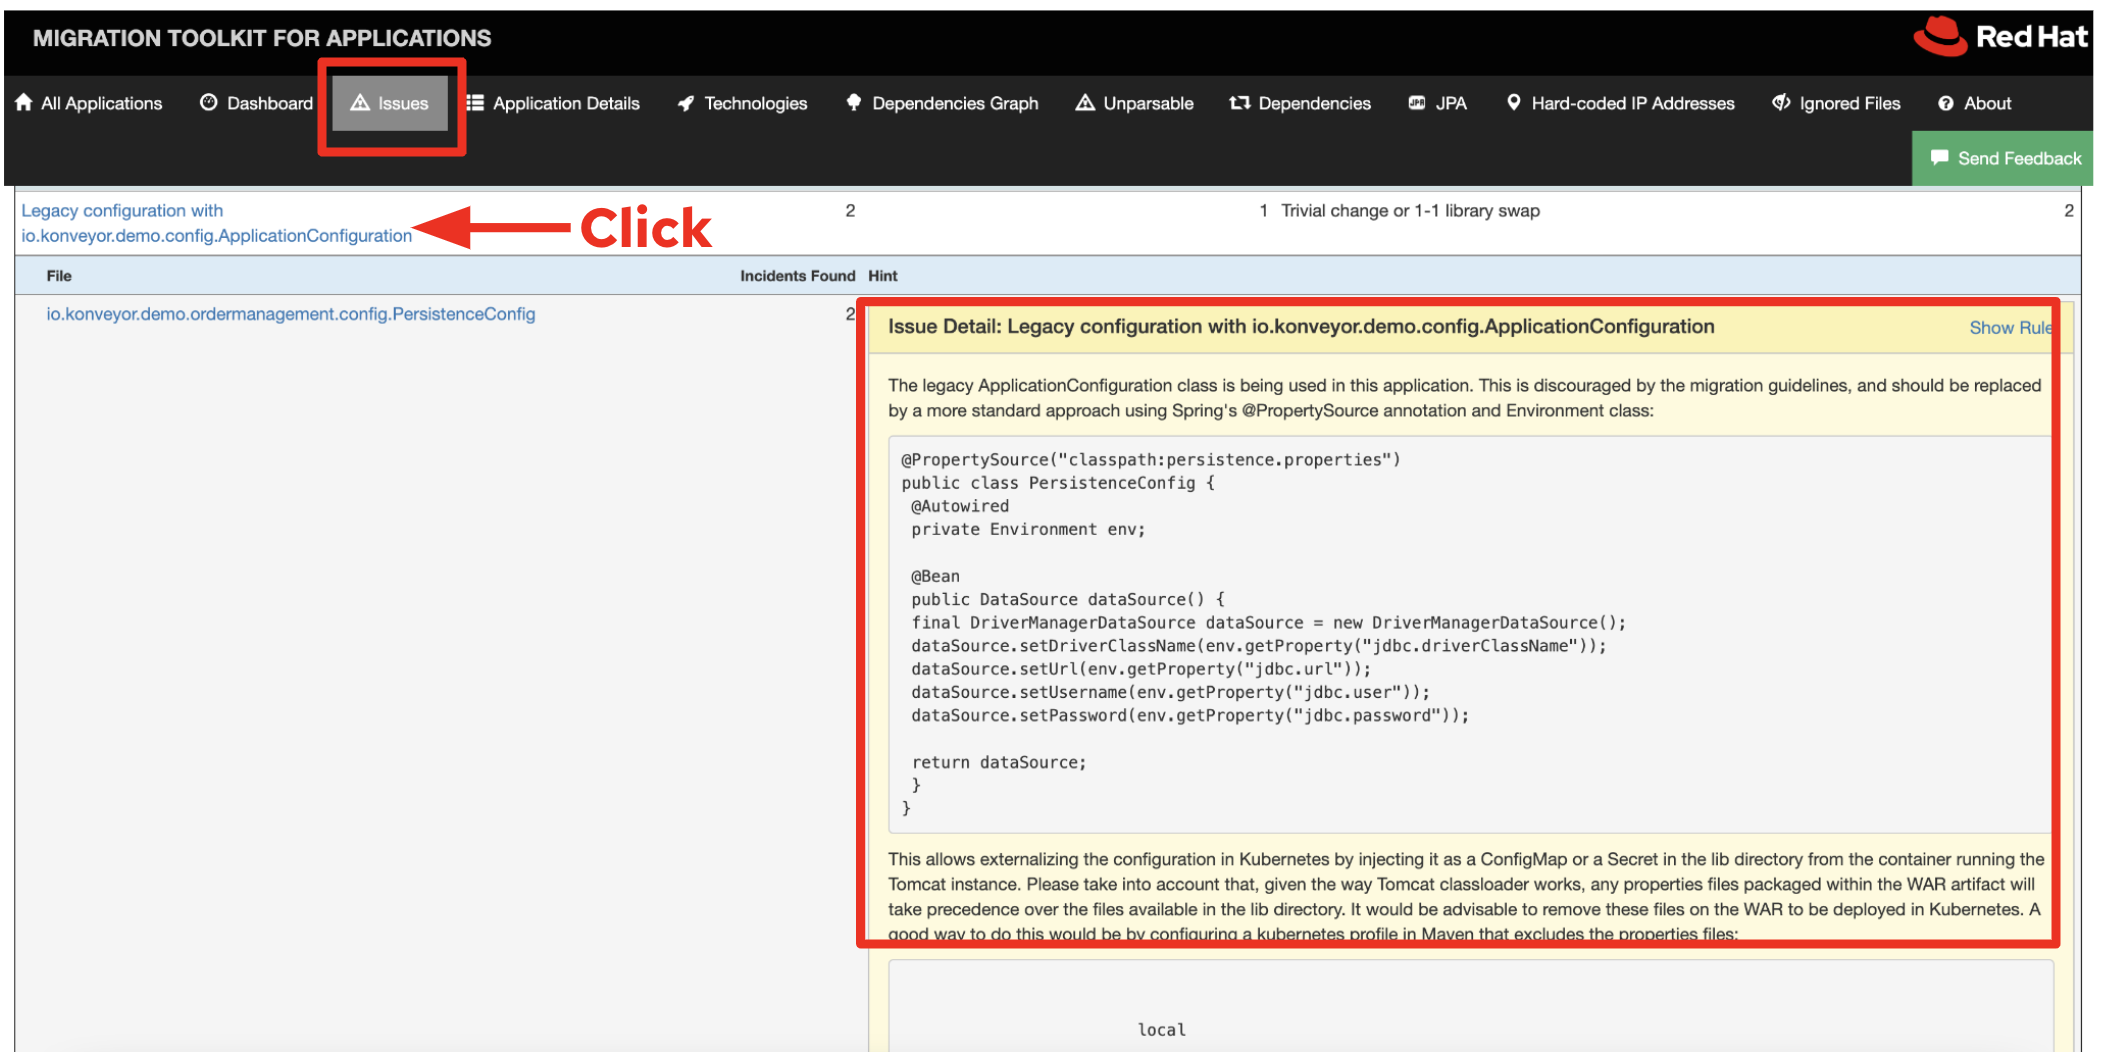 MIGRATION TOOLKIT FOR APPLICATIONS
Red Hat
All Applications Dashboard Issues Application Details Technologies Dependencies Graph Unparsable Dependencies JPA Hard-coded IP Addresses Ignored Files About
Send Feedback
Legacy configuration with 2 1 Trivial change or 1-1 library swap 2
io.konveyor.demo.config.ApplicationConfiguration
Click
File Incidents Found Hint
io.konveyor.demo.ordermanagement.config.PersistenceConfig 2
Issue Detail: Legacy configuration with io.konveyor.demo.config.ApplicationConfiguration Show Rule
The legacy ApplicationConfiguration class is being used in this application. This is discouraged by the migration guidelines, and should be replaced
by a more standard approach using Spring's @PropertySource annotation and Environment class:
@PropertySource("classpath:persistence.properties")
public class PersistenceConfig {
@Autowired
private Environment env;
@Bean
public DataSource dataSource() {
final DriverManagerDataSource dataSource = new DriverManagerDataSource();
dataSource.setDriverClassName(env.getProperty("jdbc.driverClassName"));
dataSource.setUrl(env.getProperty("jdbc.url"));
dataSource.setUsername(env.getProperty("jdbc.user"));
dataSource.setPassword(env.getProperty("jdbc.password"));
return dataSource;
}
}
This allows externalizing the configuration in Kubernetes by injecting it as a ConfigMap or a Secret in the lib directory from the container running the
Tomcat instance. Please take into account that, given the way Tomcat classloader works, any properties files packaged within the WAR artifact will
take precedence over the files available in the lib directory. It would be advisable to remove these files on the WAR to be deployed in Kubernetes. A
good way to do this would be by configuring a kubernetes profile in Maven that excludes the properties files:
local